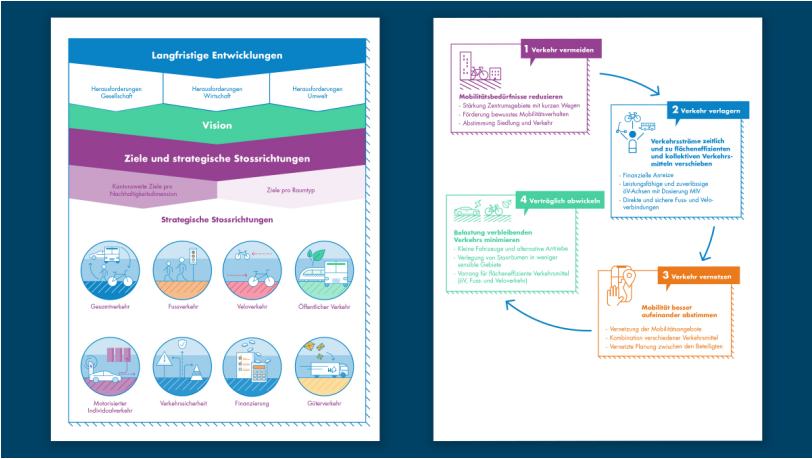 Langfristige Entwicklungen
Herausforderungen
Gesellschaft
Herausforderungen
Wirtschaft
Herausforderungen
Umwelt
Vision
Ziele und strategische Stossrichtungen
Kantonsweite Ziele pro
Nachhaltigkeitsdimension
Ziele pro Raumtyp
Strategische Stossrichtungen
Gesamtverkehr
Fussverkehr
Veloverkehr
Öffentlicher Verkehr
Motorisierter
Individualverkehr
Verkehrssicherheit
Finanzierung
Güterverkehr
1 Verkehr vermeiden
Mobilitätsbedürfnisse reduzieren
- Stärkung Zentrumsgebiete mit kurzen Wegen
- Förderung bewusstes Mobilitätsverhalten
- Abstimmung Siedlung und Verkehr
2 Verkehr verlagern
Verkehrsströme zeitlich
und zu flächeneffizienten
und kollektiven Verkehrs-
mitteln verschieben
- Finanzielle Anreize
- Leistungsfähige und zuverlässige
öV-Achsen mit Dosierung MIV
- Direkte und sichere Fuss- und Velo-
verbindungen
3 Verkehr vernetzen
Mobilität besser
aufeinander abstimmen
- Vernetzung der Mobilitätsangebote
- Kombination verschiedener Verkehrsmittel
- Vernetzte Planung zwischen den Beteiligten
4 Verträglich abwickeln
Belastung verbleibenden
Verkehrs minimieren
- Kleine Fahrzeuge und alternative Antriebe
- Verlegung von Stauräumen in weniger
sensible Gebiete
- Vorrang für flächeneffiziente Verkehrsmittel
(öV, Fuss- und Veloverkehr)